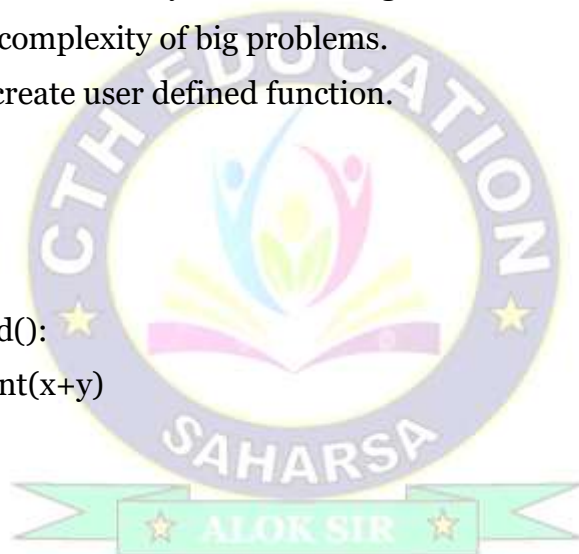 complexity of big problems.
create user defined function.
CTH EDUCATION
d():
nt(x+y)
SAHARSA
ALOK SIR